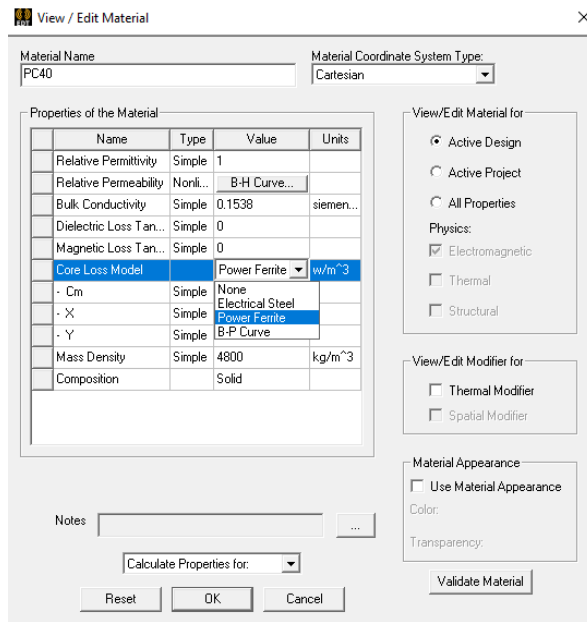 View / Edit Material
Material Name
PC40
Material Coordinate System Type:
Cartesian
Properties of the Material
Name Type Value Units
Relative Permittivity Simple 1
Relative Permeability Nonli... B-H Curve...
Bulk Conductivity Simple 0.1538 siemen...
Dielectric Loss Tan... Simple 0
Magnetic Loss Tan... Simple 0
Core Loss Model Power Ferrite w/m^3
- Cm Simple
- X Simple
- Y Simple
None
Electrical Steel
Power Ferrite
B-P Curve
Mass Density Simple 4800 kg/m^3
Composition Solid
View/Edit Material for
Active Design
Active Project
All Properties
Physics:
Electromagnetic
Thermal
Structural
View/Edit Modifier for
Thermal Modifier
Spatial Modifier
Material Appearance
Use Material Appearance
Color:
Transparency:
Notes
...
Calculate Properties for:
Reset
OK
Cancel
Validate Material